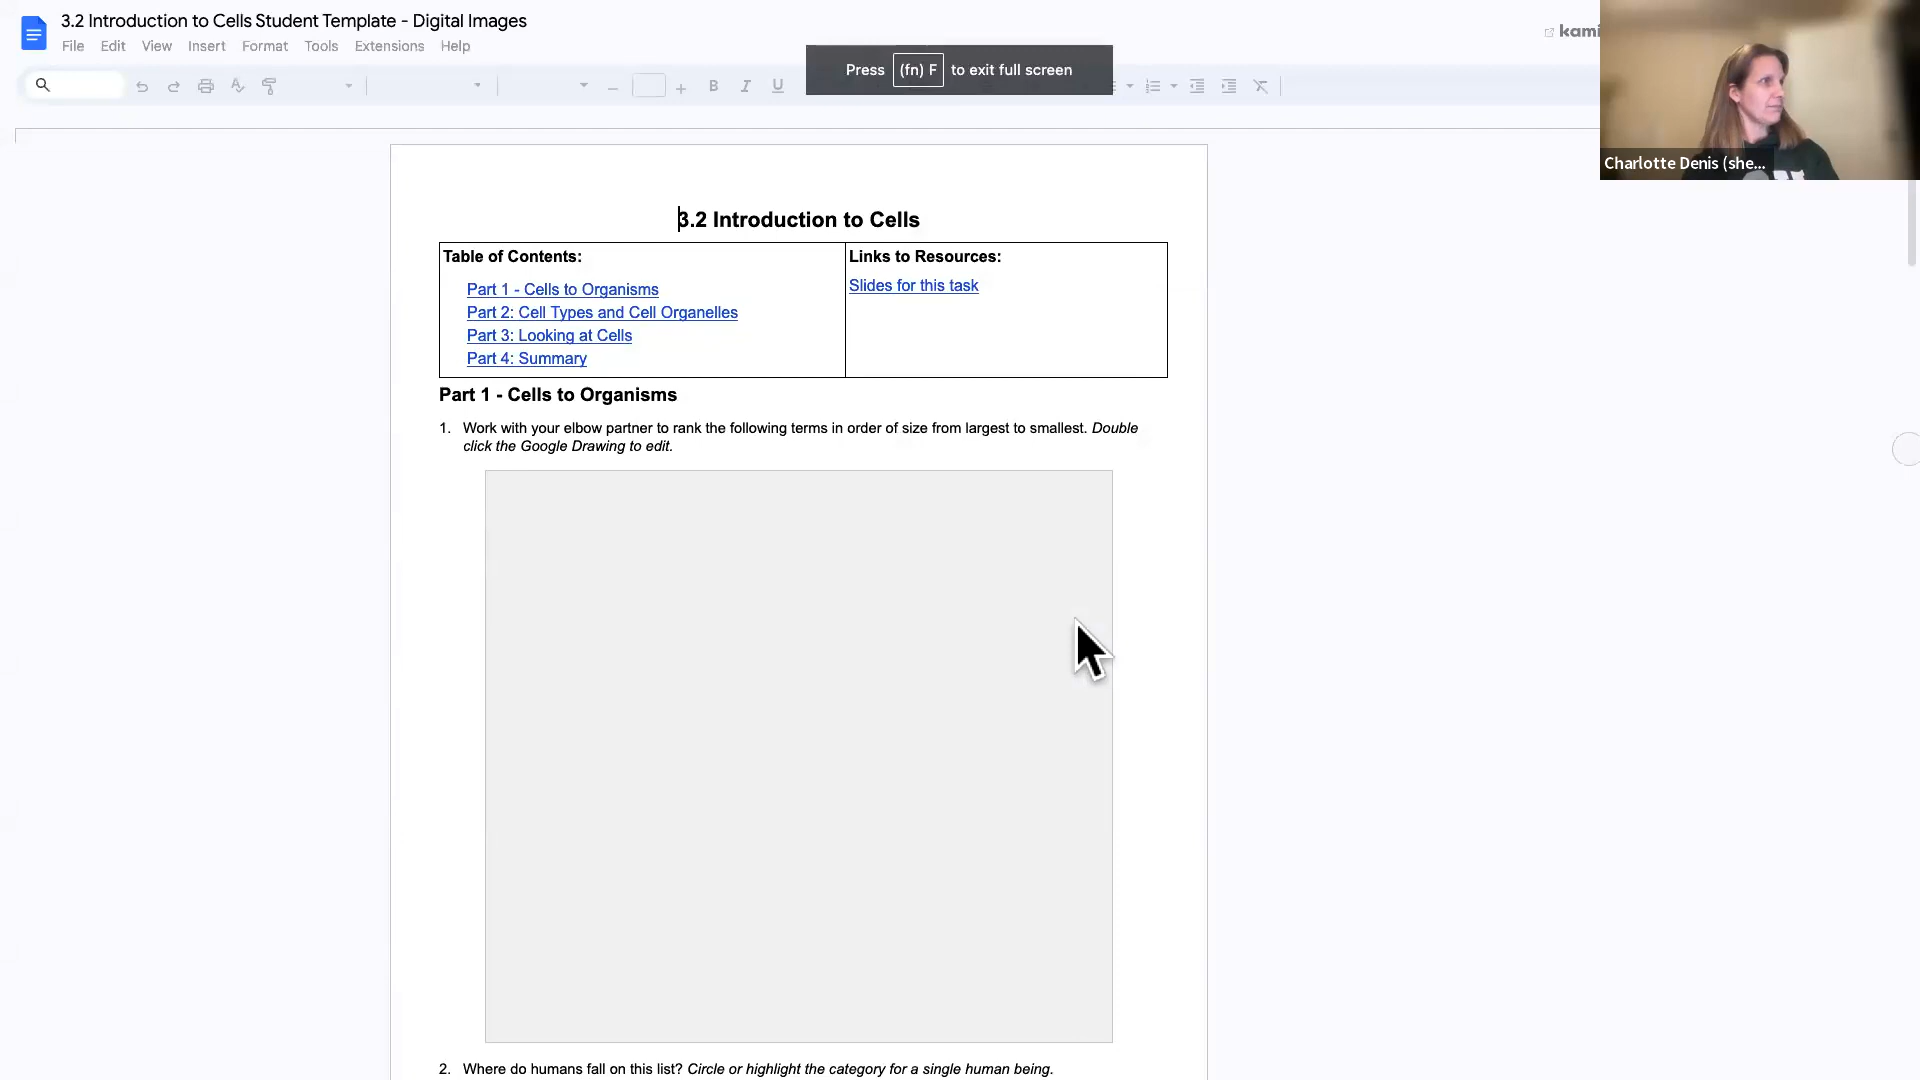 3.2 Introduction to Cells Student Template - Digital Images
File Edit View Insert Format Tools Extensions Help
kami
Press (fn) F to exit full screen
B I U
Charlotte Denis (she...
3.2 Introduction to Cells
Table of Contents:
Part 1 - Cells to Organisms
Part 2: Cell Types and Cell Organelles
Part 3: Looking at Cells
Part 4: Summary
Links to Resources:
Slides for this task
Part 1 - Cells to Organisms
1. Work with your elbow partner to rank the following terms in order of size from largest to smallest. Double
click the Google Drawing to edit.
2. Where do humans fall on this list? Circle or highlight the category for a single human being.